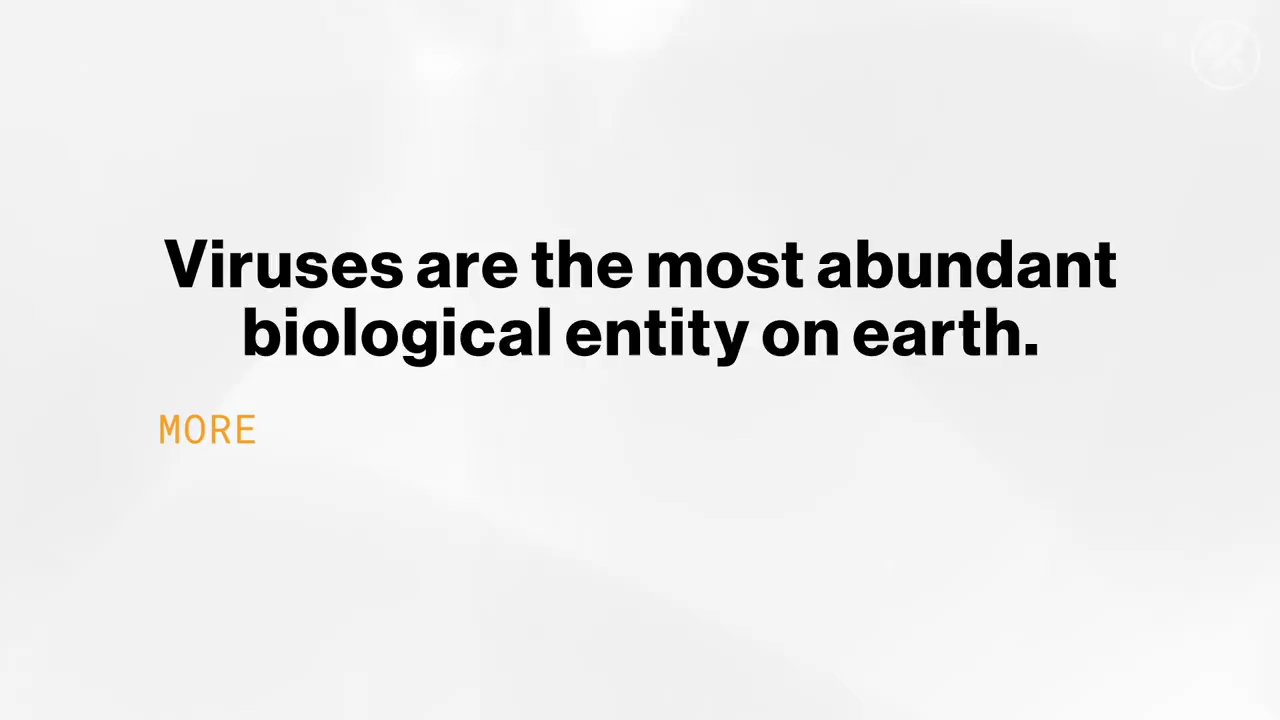 Viruses are the most abundant
biological entity on earth.
MORE